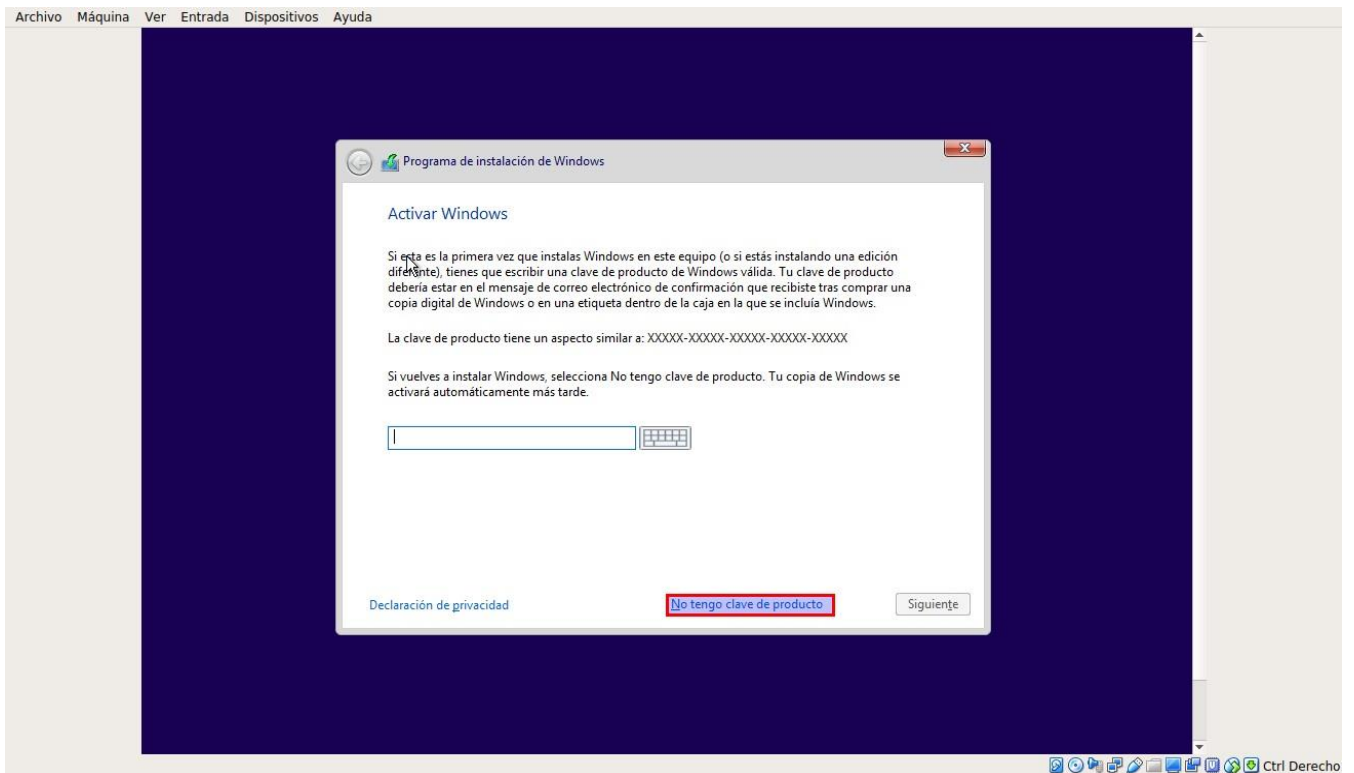 Archivo Máquina Ver Entrada Dispositivos Ayuda
Programa de instalación de Windows
Activar Windows
Si esta es la primera vez que instalas Windows en este equipo (o si estás instalando una edición
diferente), tienes que escribir una clave de producto de Windows válida. Tu clave de producto
debería estar en el mensaje de correo electrónico de confirmación que recibiste tras comprar una
copia digital de Windows o en una etiqueta dentro de la caja en la que se incluía Windows.
La clave de producto tiene un aspecto similar a: XXXXX-XXXXX-XXXXX-XXXXX-XXXXX
Si vuelves a instalar Windows, selecciona No tengo clave de producto. Tu copia de Windows se
activará automáticamente más tarde.
Declaración de privacidad
No tengo clave de producto
Siguiente
Ctrl Derecho